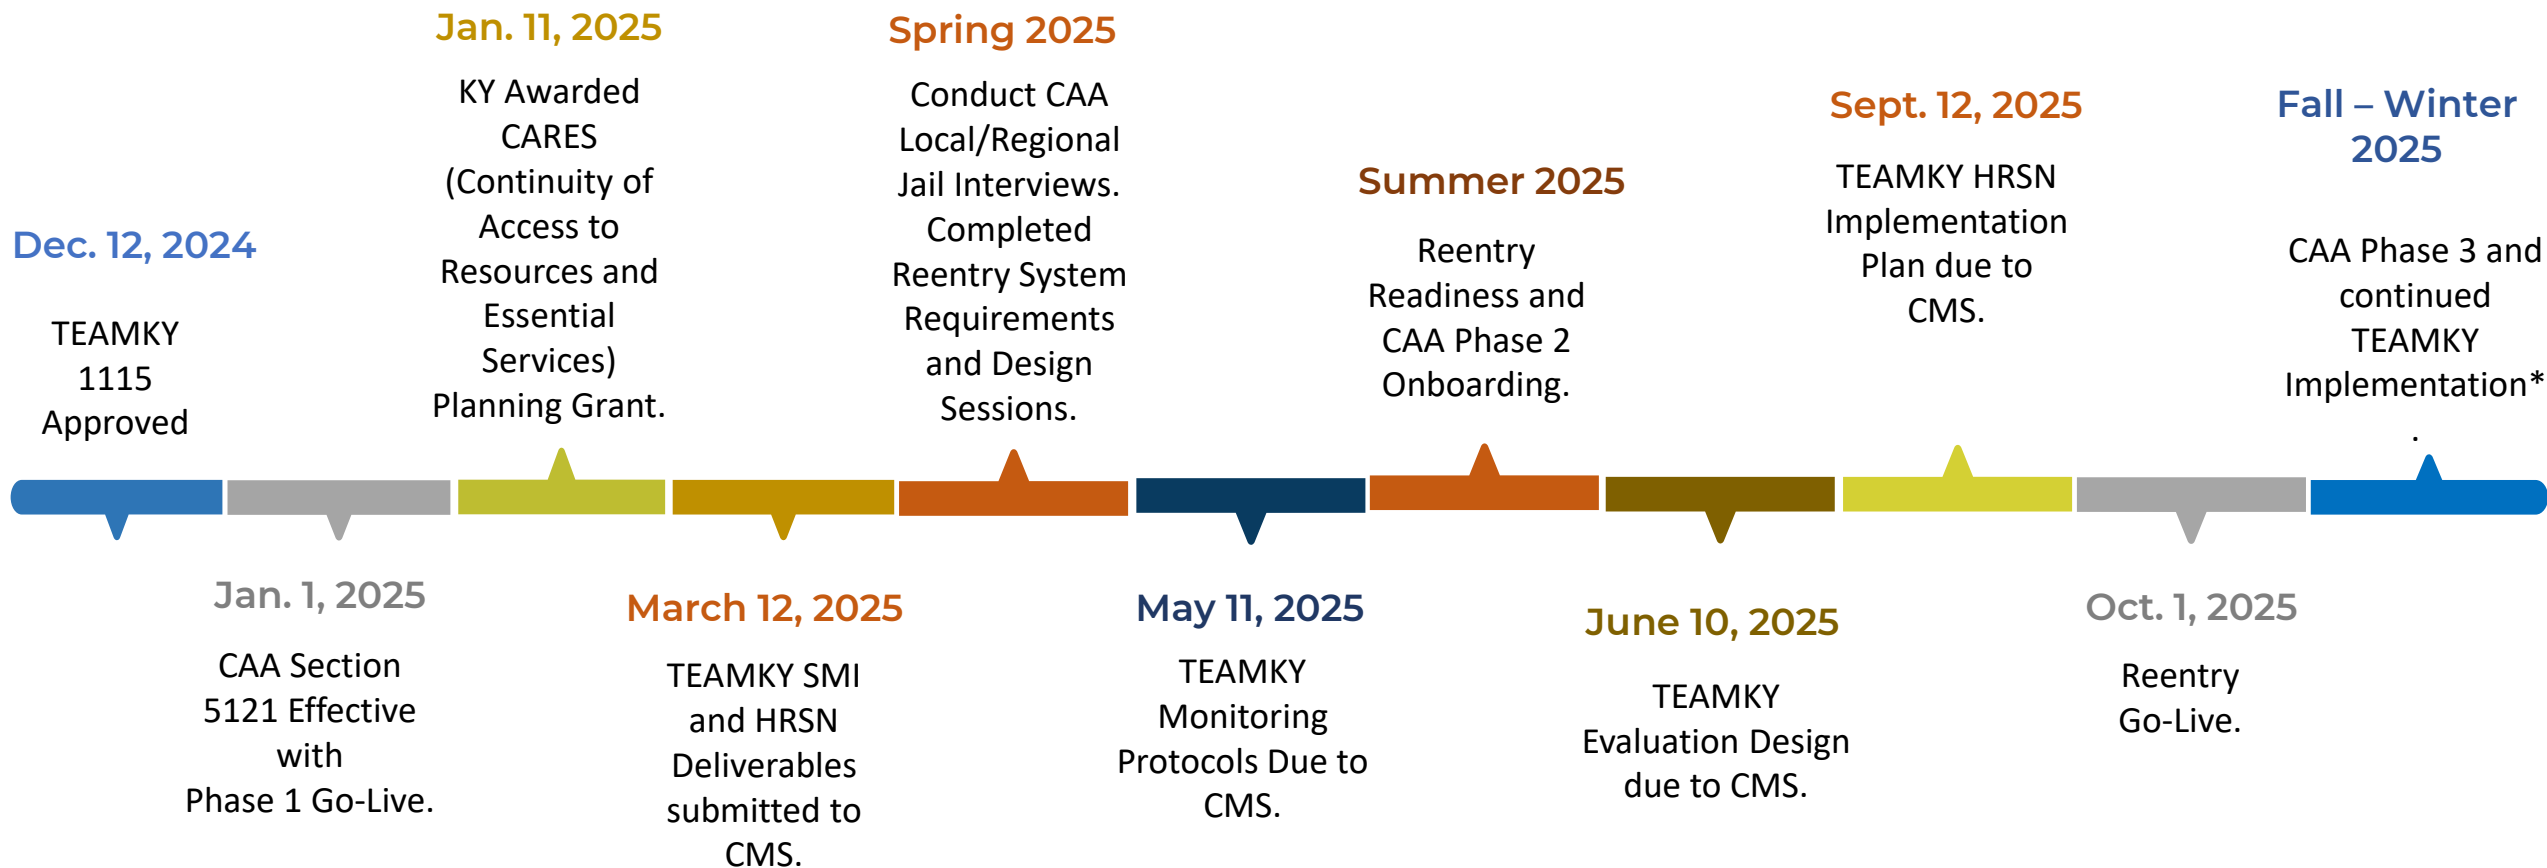 Dec. 12, 2024
TEAMKY
1115
Approved
Jan. 1, 2025
CAA Section
5121 Effective
with
Phase 1 Go-Live.
Jan. 11, 2025
KY Awarded
CARES
(Continuity of
Access to
Resources and
Essential
Services)
Planning Grant.
March 12, 2025
TEAMKY SMI
and HRSN
Deliverables
submitted to
CMS.
Spring 2025
Conduct CAA
Local/Regional
Jail Interviews.
Completed
Reentry System
Requirements
and Design
Sessions.
May 11, 2025
TEAMKY
Monitoring
Protocols Due to
CMS.
Summer 2025
Reentry
Readiness and
CAA Phase 2
Onboarding.
June 10, 2025
TEAMKY
Evaluation Design
due to CMS.
Sept. 12, 2025
TEAMKY HRSN
Implementation
Plan due to
CMS.
Oct. 1, 2025
Reentry
Go-Live.
Fall – Winter
2025
CAA Phase 3 and
continued
TEAMKY
Implementation*
.